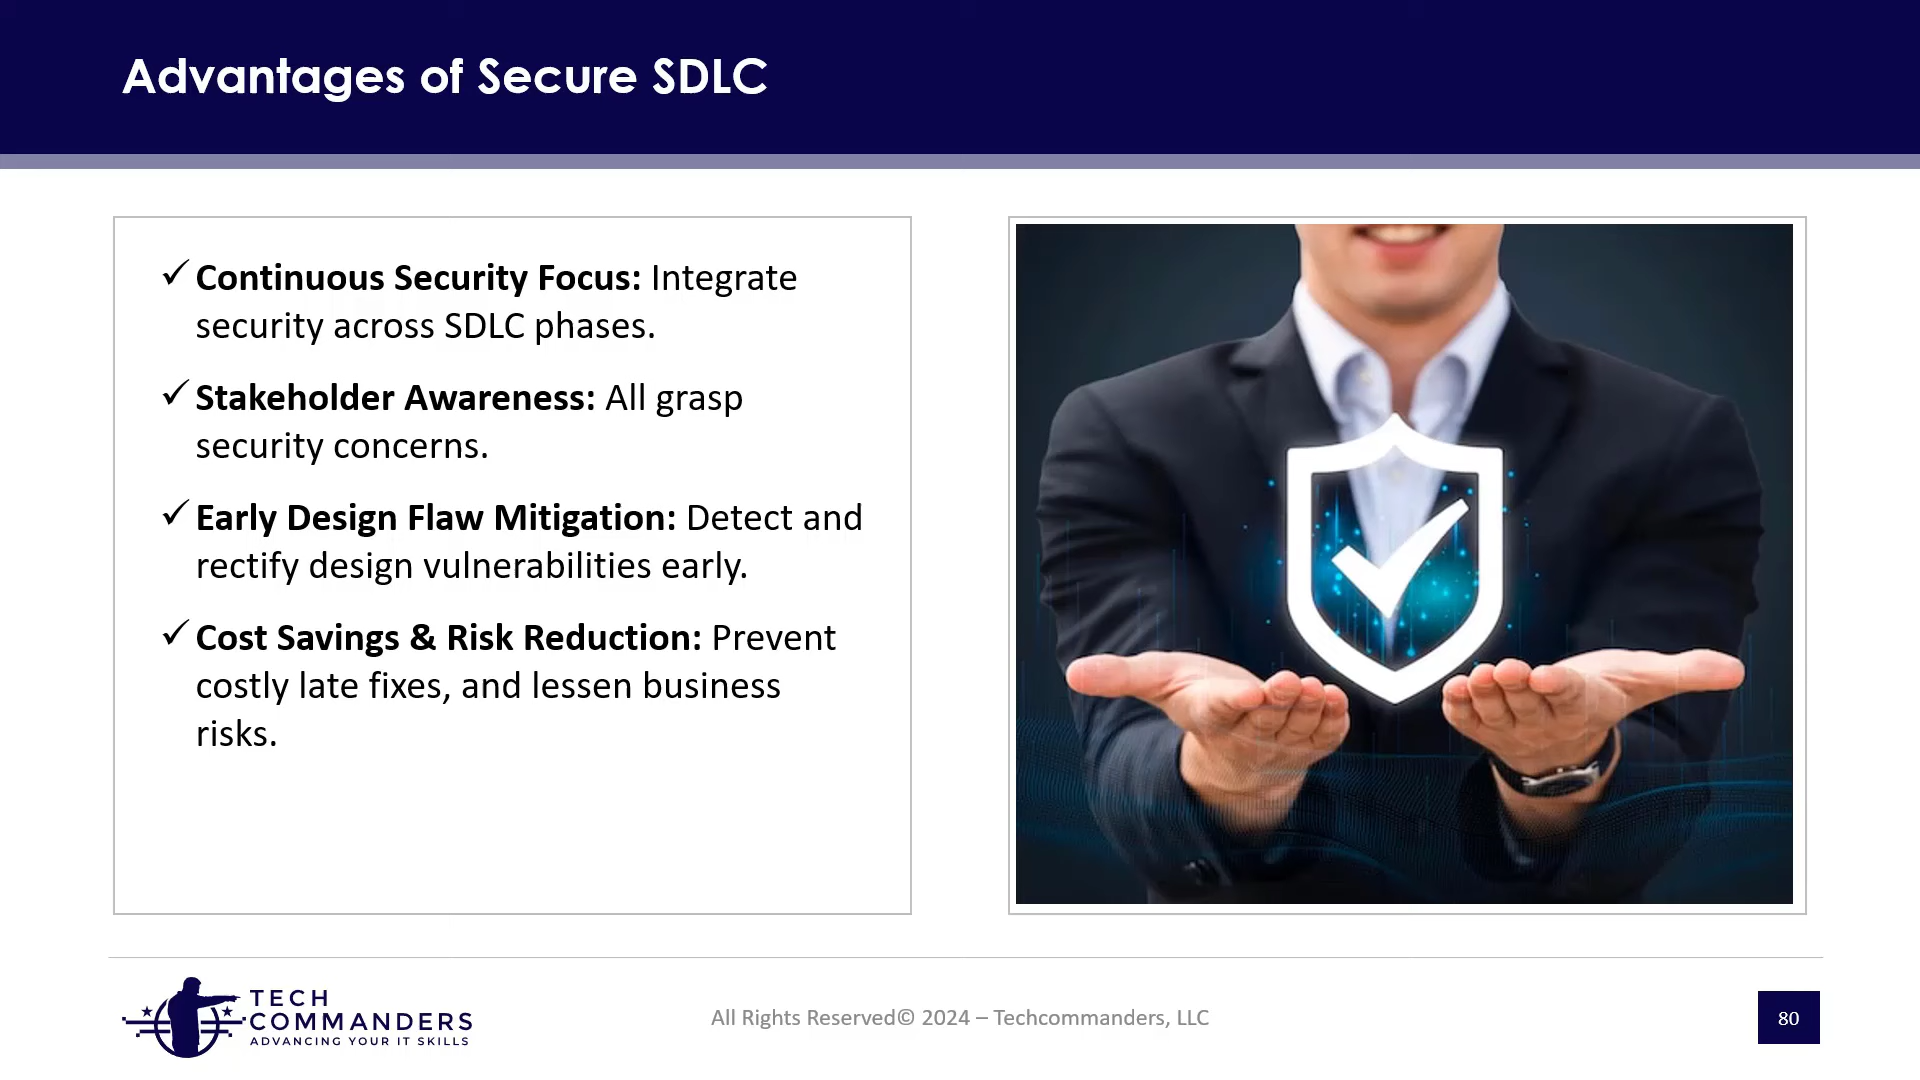 Advantages of Secure SDLC
✓ Continuous Security Focus: Integrate
security across SDLC phases.
✓ Stakeholder Awareness: All grasp
security concerns.
✓ Early Design Flaw Mitigation: Detect and
rectify design vulnerabilities early.
✓ Cost Savings & Risk Reduction: Prevent
costly late fixes, and lessen business
risks.
TECH
COMMANDERS
ADVANCING YOUR IT SKILLS
All Rights Reserved© 2024 – Techcommanders, LLC
80